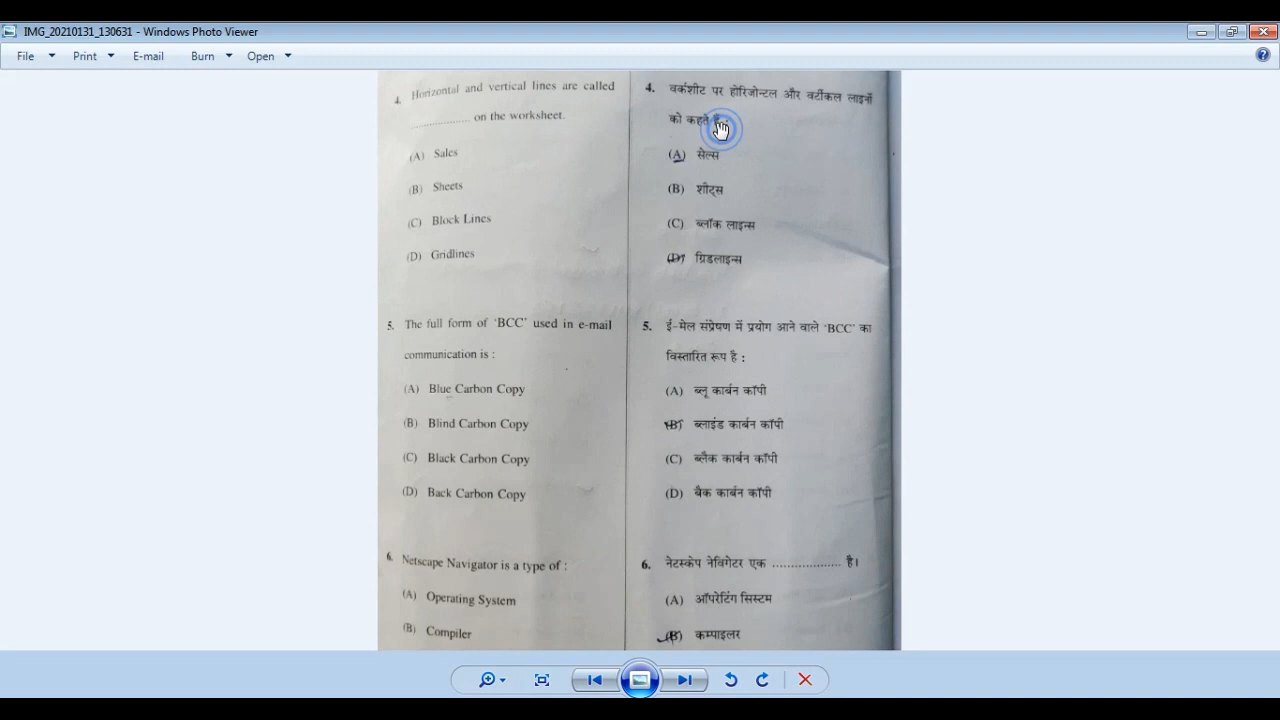 IMG_20210131_130631 - Windows Photo Viewer
File Print E-mail Burn Open
4. Horizontal and vertical lines are called
................... on the worksheet.
(A) Sales
(B) Sheets
(C) Block Lines
(D) Gridlines
5. The full form of 'BCC' used in e-mail
communication is :
(A) Blue Carbon Copy
(B) Blind Carbon Copy
(C) Black Carbon Copy
(D) Back Carbon Copy
6. Netscape Navigator is a type of :
(A) Operating System
(B) Compiler
4. वर्कशीट पर होरिजोन्टल और वर्टीकल लाइनों
को कहते हैं :
(A) सेल्स
(B) शीट्स
(C) ब्लॉक लाइन्स
(D) ग्रिडलाइन्स
5. ई-मेल संप्रेषण में प्रयोग आने वाले 'BCC' का
विस्तारित रूप है :
(A) ब्लू कार्बन कॉपी
(B) ब्लाइंड कार्बन कॉपी
(C) ब्लैक कार्बन कॉपी
(D) बैक कार्बन कॉपी
6. नेटस्केप नेविगेटर एक ................... है।
(A) ऑपरेटिंग सिस्टम
(B) कम्पाइलर